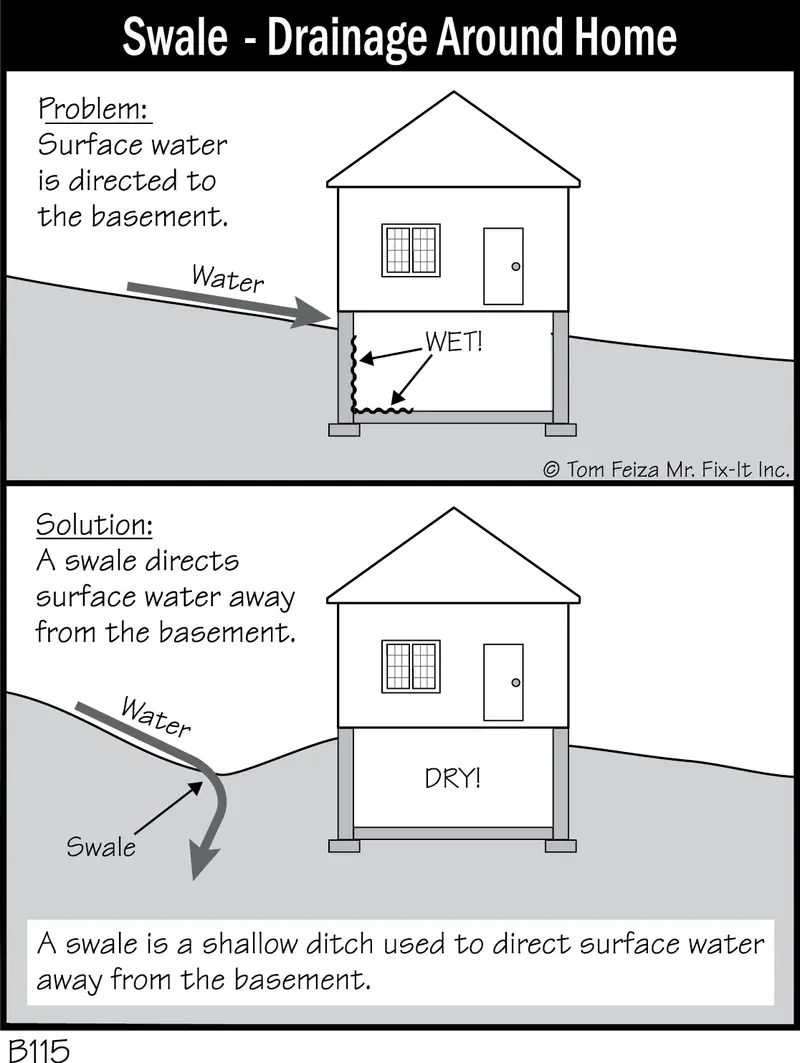 Swale - Drainage Around Home
Problem:
Surface water
is directed to
the basement.
Water
WET!
© Tom Feiza Mr. Fix-It Inc.
Solution:
A swale directs
surface water away
from the basement.
Water
DRY!
Swale
A swale is a shallow ditch used to direct surface water
away from the basement.
B115